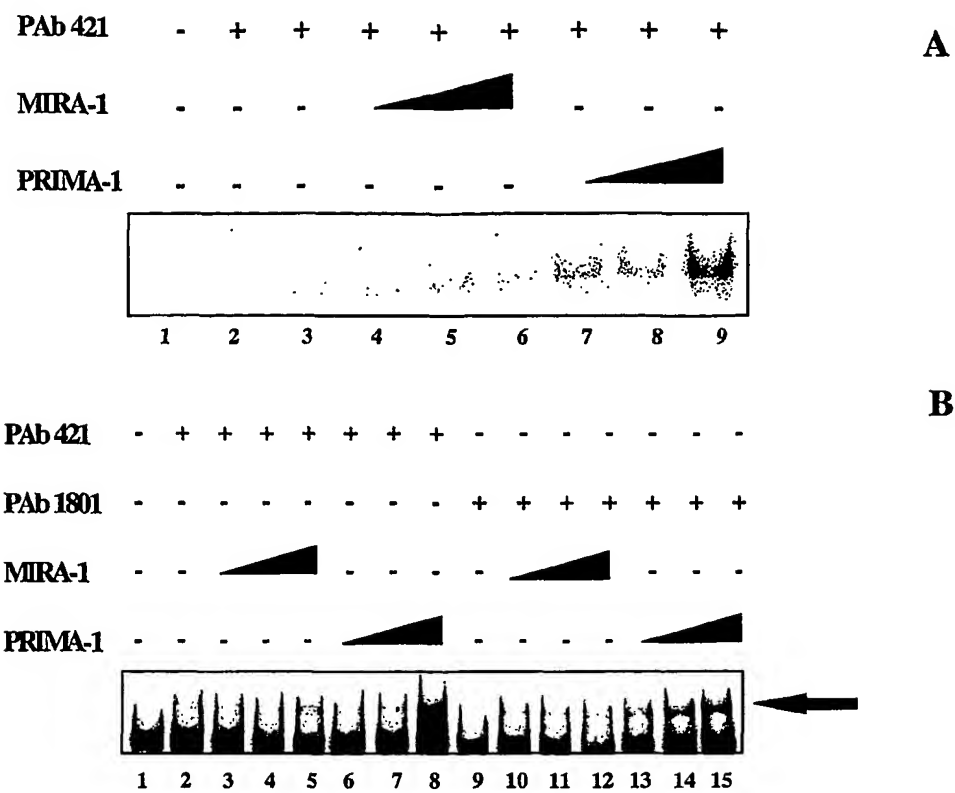 PAb 421 - + + + + + + + +
A
MIRA-1 - - - - - -
PRIMA-1 - - - - - -
1 2 3 4 5 6 7 8 9
B
PAb 421 - + + + + + + + - - - - - - -
PAb 1801 - - - - - - - - + + + + + + +
MIRA-1 - - - - - - - - -
PRIMA-1 - - - - - - - - -
1 2 3 4 5 6 7 8 9 10 11 12 13 14 15